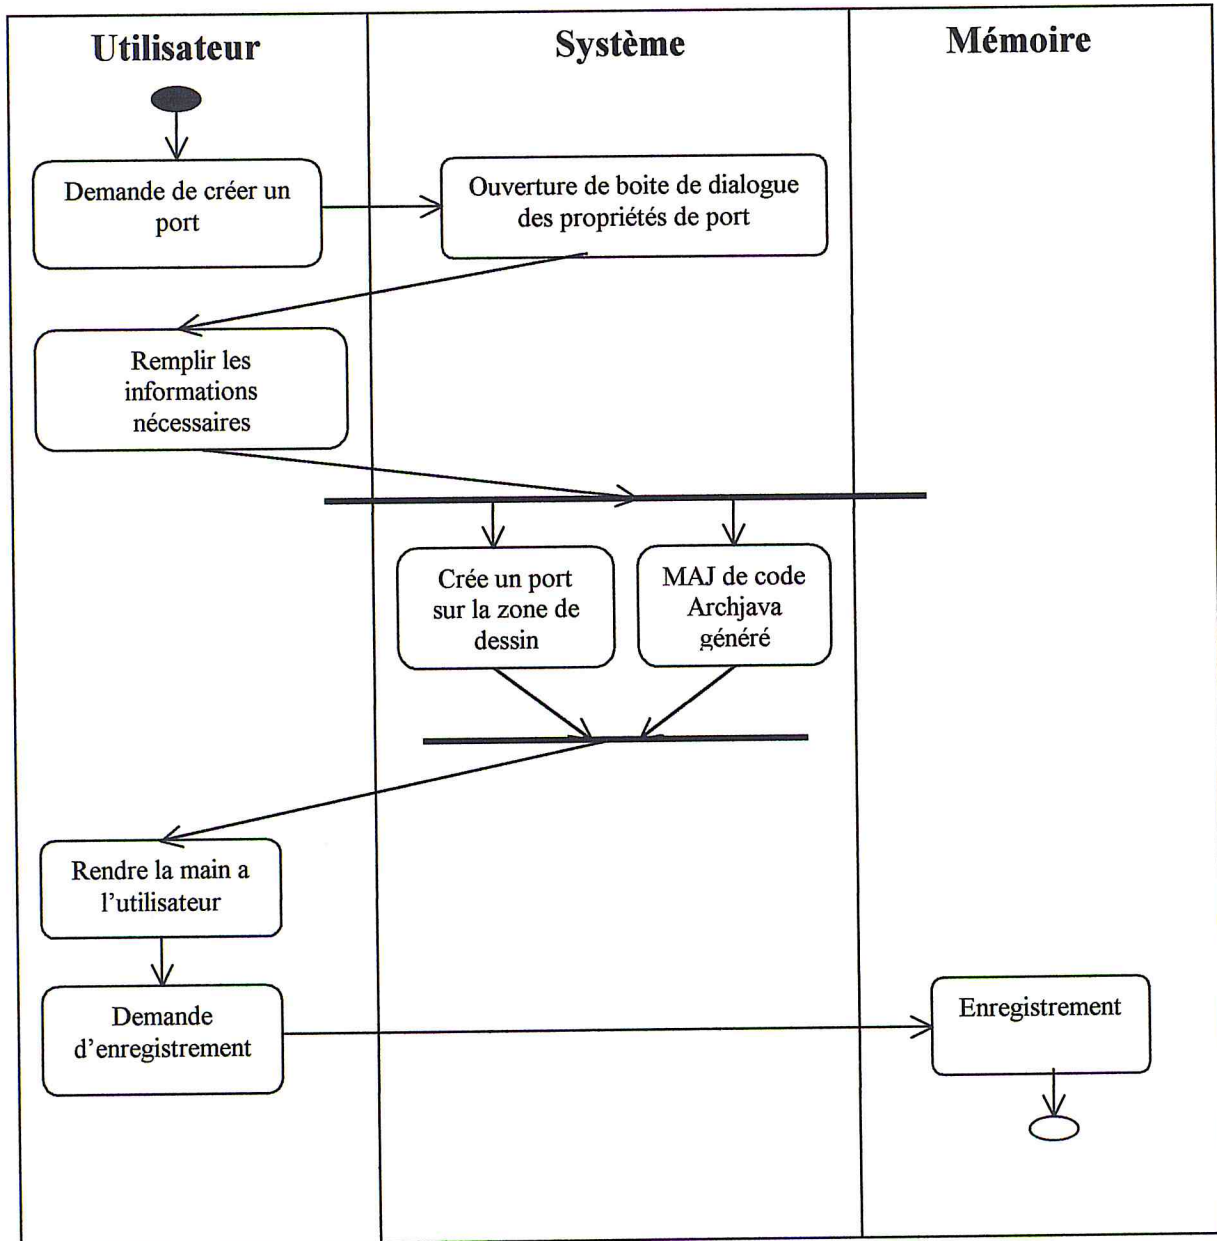 Utilisateur
Système
Mémoire
Demande de créer un
port
Ouverture de boite de dialogue
des propriétés de port
Remplir les
informations
nécessaires
Crée un port
sur la zone de
dessin
MAJ de code
Archjava
généré
Rendre la main a
l'utilisateur
Demande
d'enregistrement
Enregistrement